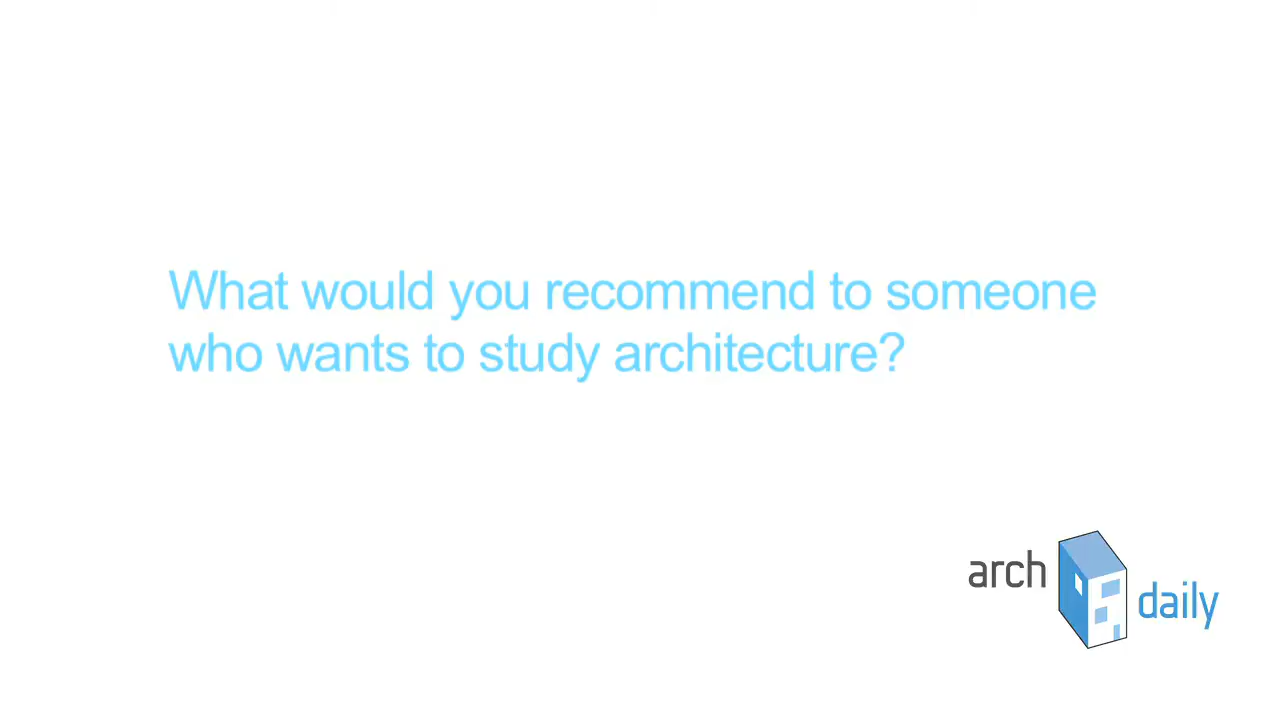 What would you recommend to someone
who wants to study architecture?
arch
daily